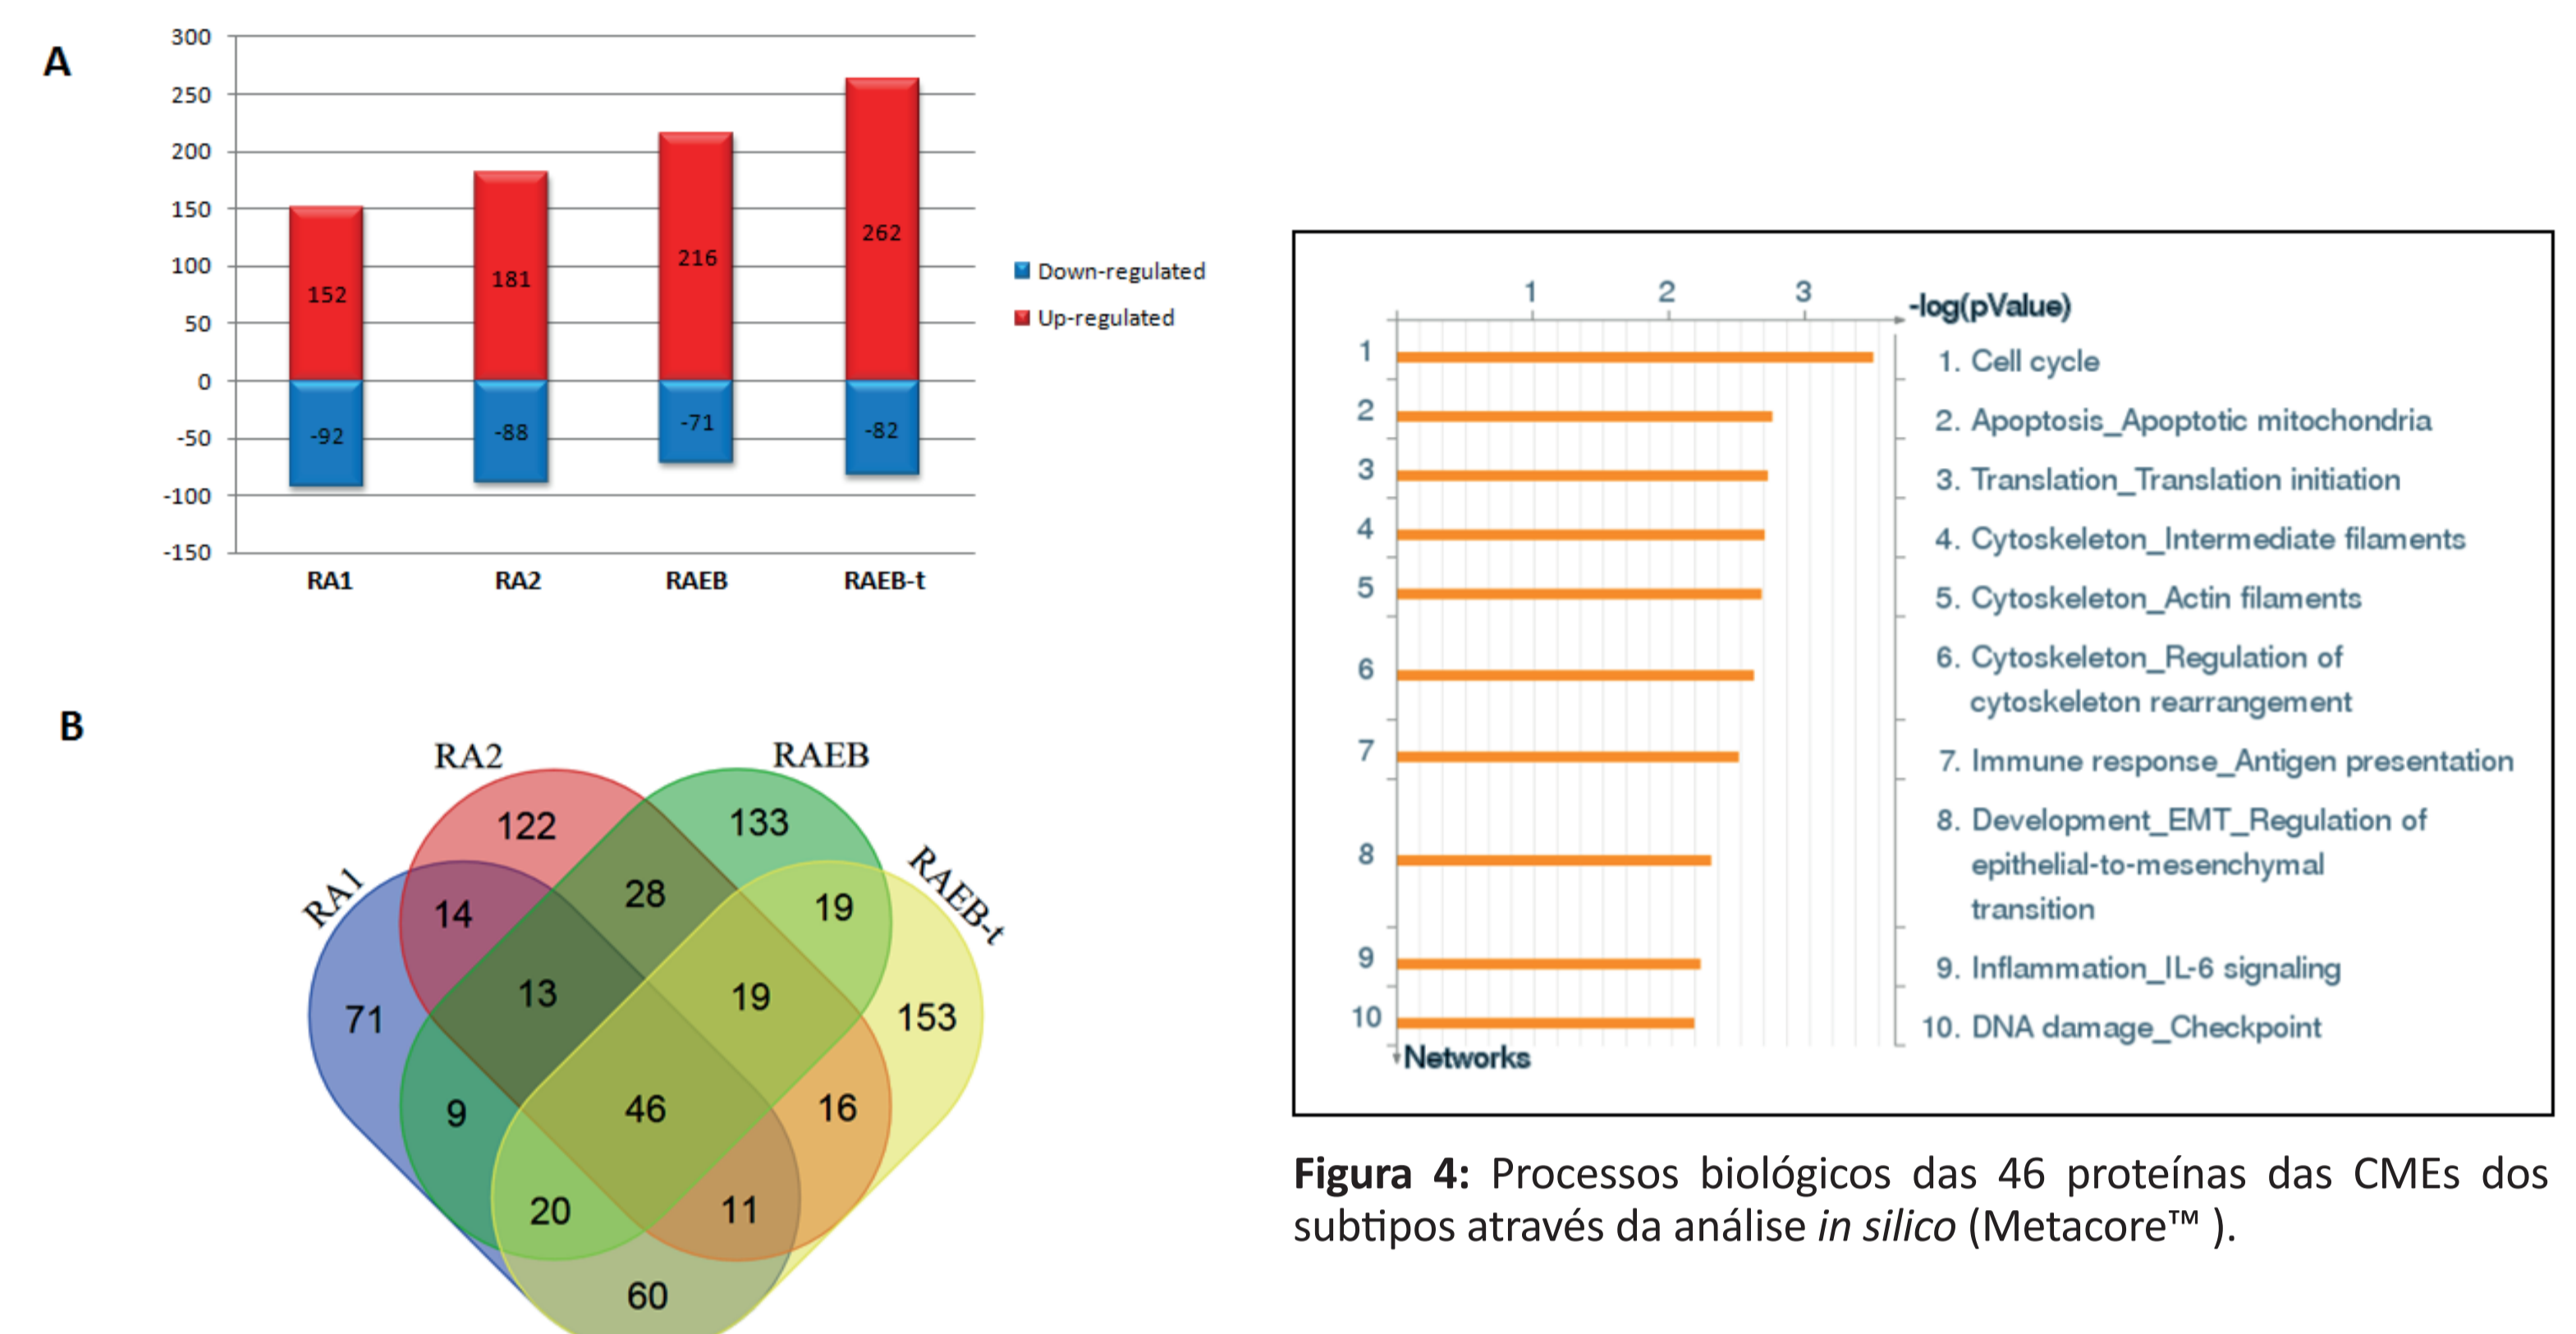 A
300
250
200
150
100
50
0
-50
-100
-150
152
181
216
262
-92
-88
-71
-82
RA1
RA2
RAEB
RAEB-t
Down-regulated
Up-regulated
B
RA2
RAEB
RA1
RAEB-t
122
133
14
28
19
71
13
19
153
9
46
16
20
11
60
1
2
3
-log(pValue)
1
2
3
4
5
6
7
8
9
10
Networks
1. Cell cycle
2. Apoptosis_Apoptotic mitochondria
3. Translation_Translation initiation
4. Cytoskeleton_Intermediate filaments
5. Cytoskeleton_Actin filaments
6. Cytoskeleton_Regulation of
cytoskeleton rearrangement
7. Immune response_Antigen presentation
8. Development_EMT_Regulation of
epithelial-to-mesenchymal
transition
9. Inflammation_IL-6 signaling
10. DNA damage_Checkpoint
Figura 4: Processos biológicos das 46 proteínas das CMEs dos
subtipos através da análise in silico (Metacore™ ).